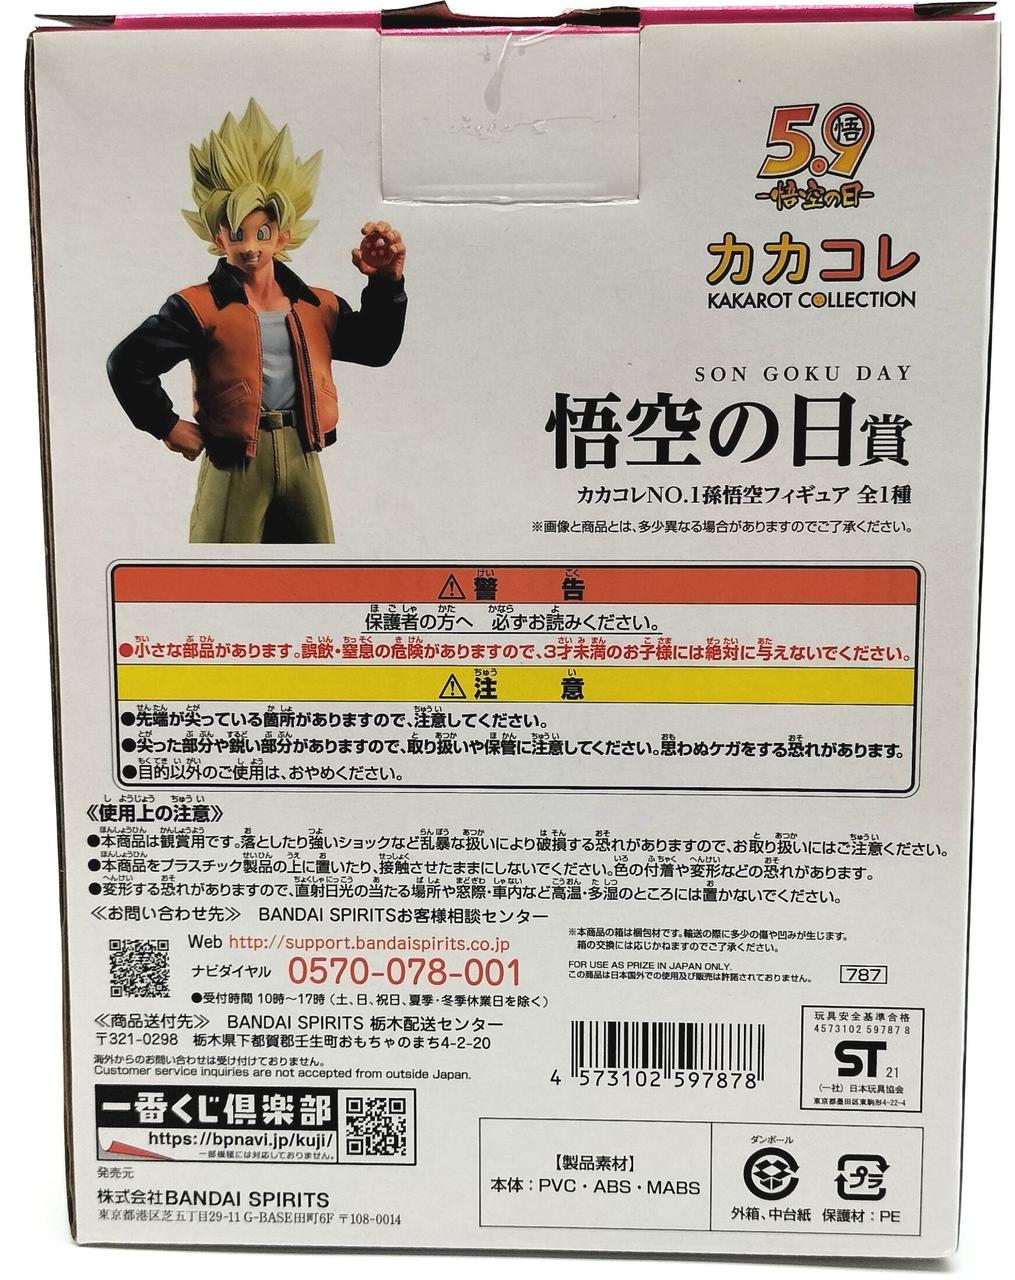 5.9
悟
-悟空の日-
カカコレ
KAKAROT COLLECTION
SON GOKU DAY
悟空の日賞
カカコレNO.1孫悟空フィギュア 全1種
※画像と商品とは、多少異なる場合がありますのでご了承ください。
⚠警告
保護者の方へ 必ずお読みください。
●小さな部品があります。誤飲・窒息の危険がありますので、3才未満のお子様には絶対に与えないでください。
⚠注意
●先端が尖っている箇所がありますので、注意してください。
●尖った部分や鋭い部分がありますので、取り扱いや保管に注意してください。思わぬケガをする恐れがあります。
●目的以外のご使用は、おやめください。
《使用上の注意》
●本商品は観賞用です。落としたり強いショックなど乱暴な扱いにより破損する恐れがありますので、お取り扱いにはご注意ください。
●本商品をプラスチック製品の上に置いたり、接触させたままにしないでください。色の付着や変形などの恐れがあります。
●変形する恐れがありますので、直射日光の当たる場所や窓際・車内など高温・多湿のところには置かないでください。
≪お問い合わせ先≫ BANDAI SPIRITSお客様相談センター
Web http://support.bandaispirits.co.jp
ナビダイヤル 0570-078-001
●受付時間 10時～17時（土、日、祝日、夏季・冬季休業日を除く）
※本商品の箱は梱包材です。輸送の際に多少の傷や凹みが生じます。
箱の交換には応じかねますのでご了承ください。
FOR USE AS PRIZE IN JAPAN ONLY.
この商品は日本国外での使用及び販売は許諾されておりません。
787
≪商品送付先≫ BANDAI SPIRITS 栃木配送センター
〒321-0298 栃木県下都賀郡壬生町おもちゃのまち4-2-20
海外からのお問い合わせは受け付けておりません。
Customer service inquiries are not accepted from outside Japan.
4 573102 597878
玩具安全基準合格
4573102 59787 8
ST 21
(一社)日本玩具協会
東京都墨田区東駒形4-22-4
一番くじ倶楽部
https://bpnavi.jp/kuji/
一部機種には対応しておりません。
発売元
株式会社BANDAI SPIRITS
東京都港区芝五丁目29-11 G-BASE田町6F 〒108-0014
【製品素材】
本体：PVC・ABS・MABS
ダンボール
外箱、中台紙
プラ
保護材：PE